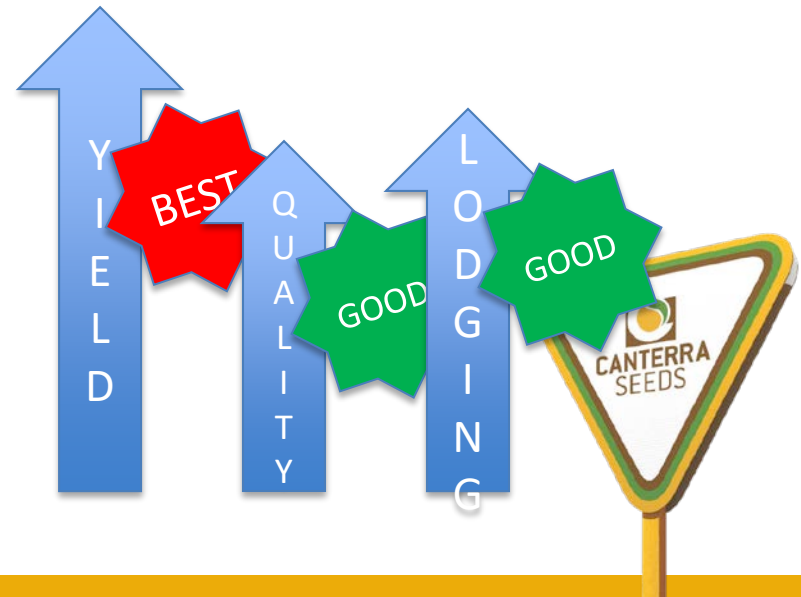 YIELD
BEST
QUALITY
GOOD
LODGING
GOOD
CANTERRA
SEEDS